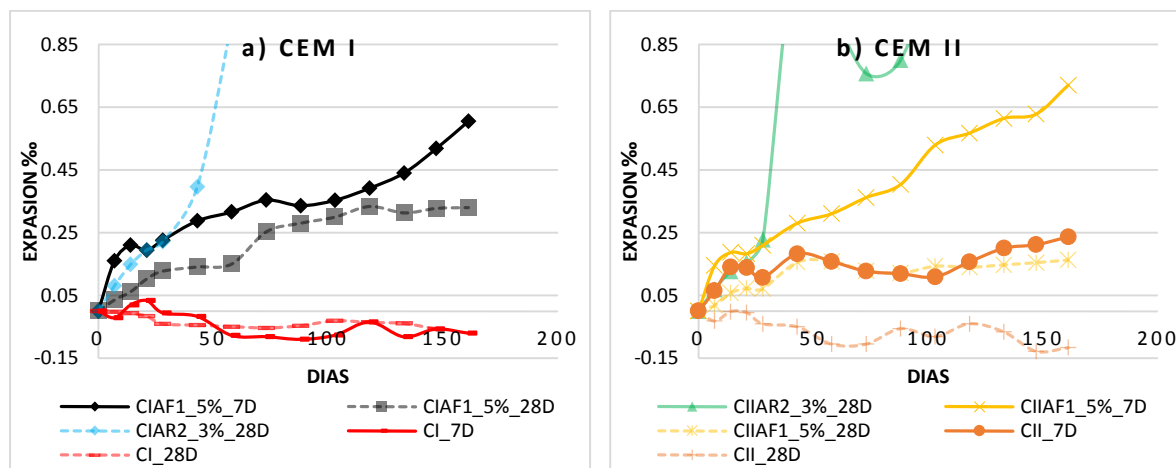 a) CEM I
0.85
0.65
0.45
0.25
0.05
-0.15
EXPASION ‰
0 50 100 150 200
DIAS
CIAF1_5%_7D CIAF1_5%_28D
CIAR2_3%_28D CI_7D
CI_28D
b) CEM II
0.85
0.65
0.45
0.25
0.05
-0.15
EXPASION ‰
0 50 100 150 200
DIAS
CIIAR2_3%_28D CIIAF1_5%_7D
CIIAF1_5%_28D CII_7D
CII_28D